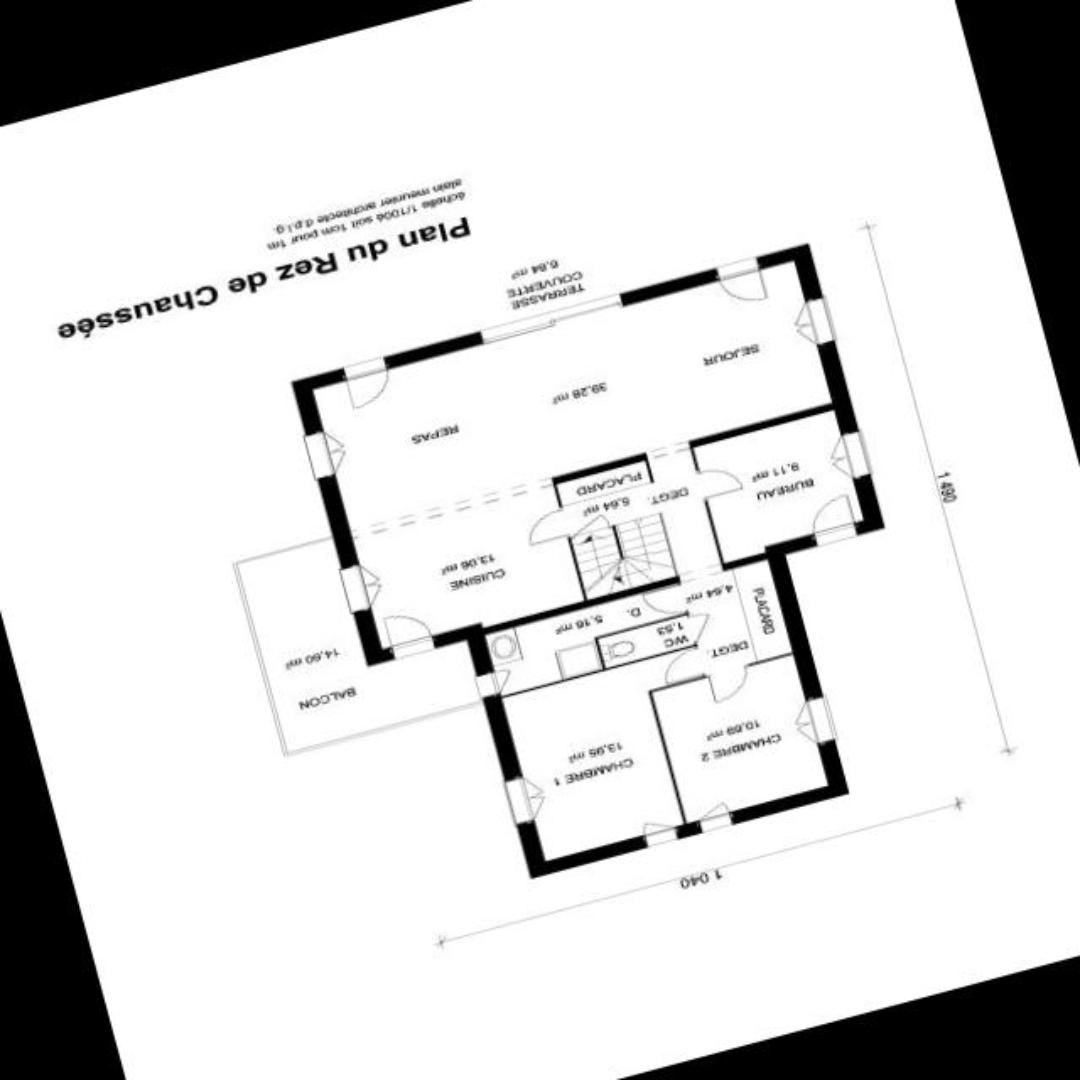 1 040
CHAMBRE 1
13,95 m²
CHAMBRE 2
10,69 m²
BALCON
14,60 m²
WC
1,53
DEGT.
4,64 m²
PLACARD
D.
5,16 m²
CUISINE
13,06 m²
1 490
BUREAU
9,11 m²
DEGT.
5,64 m²
PLACARD
REPAS
39,28 m²
SEJOUR
TERRASSE
COUVERTE
6,64 m²
Plan du Rez de Chaussée
échelle 1/100è soit 1cm pour 1m
alain meunier architecte d.p.l.g.